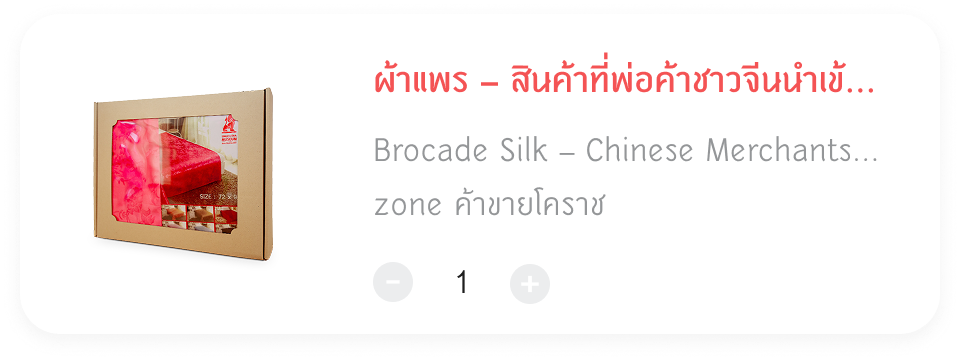 ผ้าแพร – สินค้าที่พ่อค้าชาวจีนนำเข้...
Brocade Silk – Chinese Merchants...
zone ค้าขายโคราช
SIZE : 72
1